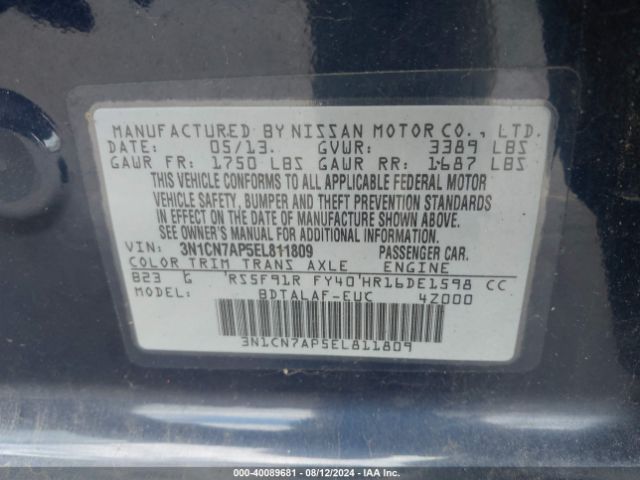 MANUFACTURED BY NISSAN MOTOR CO., LTD.
DATE: 05/13. GVWR: 3389 LBS
GAWR FR: 1750 LBS GAWR RR: 1687 LBS
THIS VEHICLE CONFORMS TO ALL APPLICABLE FEDERAL MOTOR
VEHICLE SAFETY, BUMPER AND THEFT PREVENTION STANDARDS
IN EFFECT ON THE DATE OF MANUFACTURE SHOWN ABOVE.
SEE OWNER'S MANUAL FOR ADDITIONAL INFORMATION.
VIN: 3N1CN7AP5EL811809 PASSENGER CAR.
COLOR TRIM TRANS AXLE ENGINE
B23 G RS5F91R FY40 HR16DE1598 CC
MODEL: BDTALAF-EUC 4Z000
3N1CN7AP5EL811809
000-40089681 - 08/12/2024 - IAA Inc.